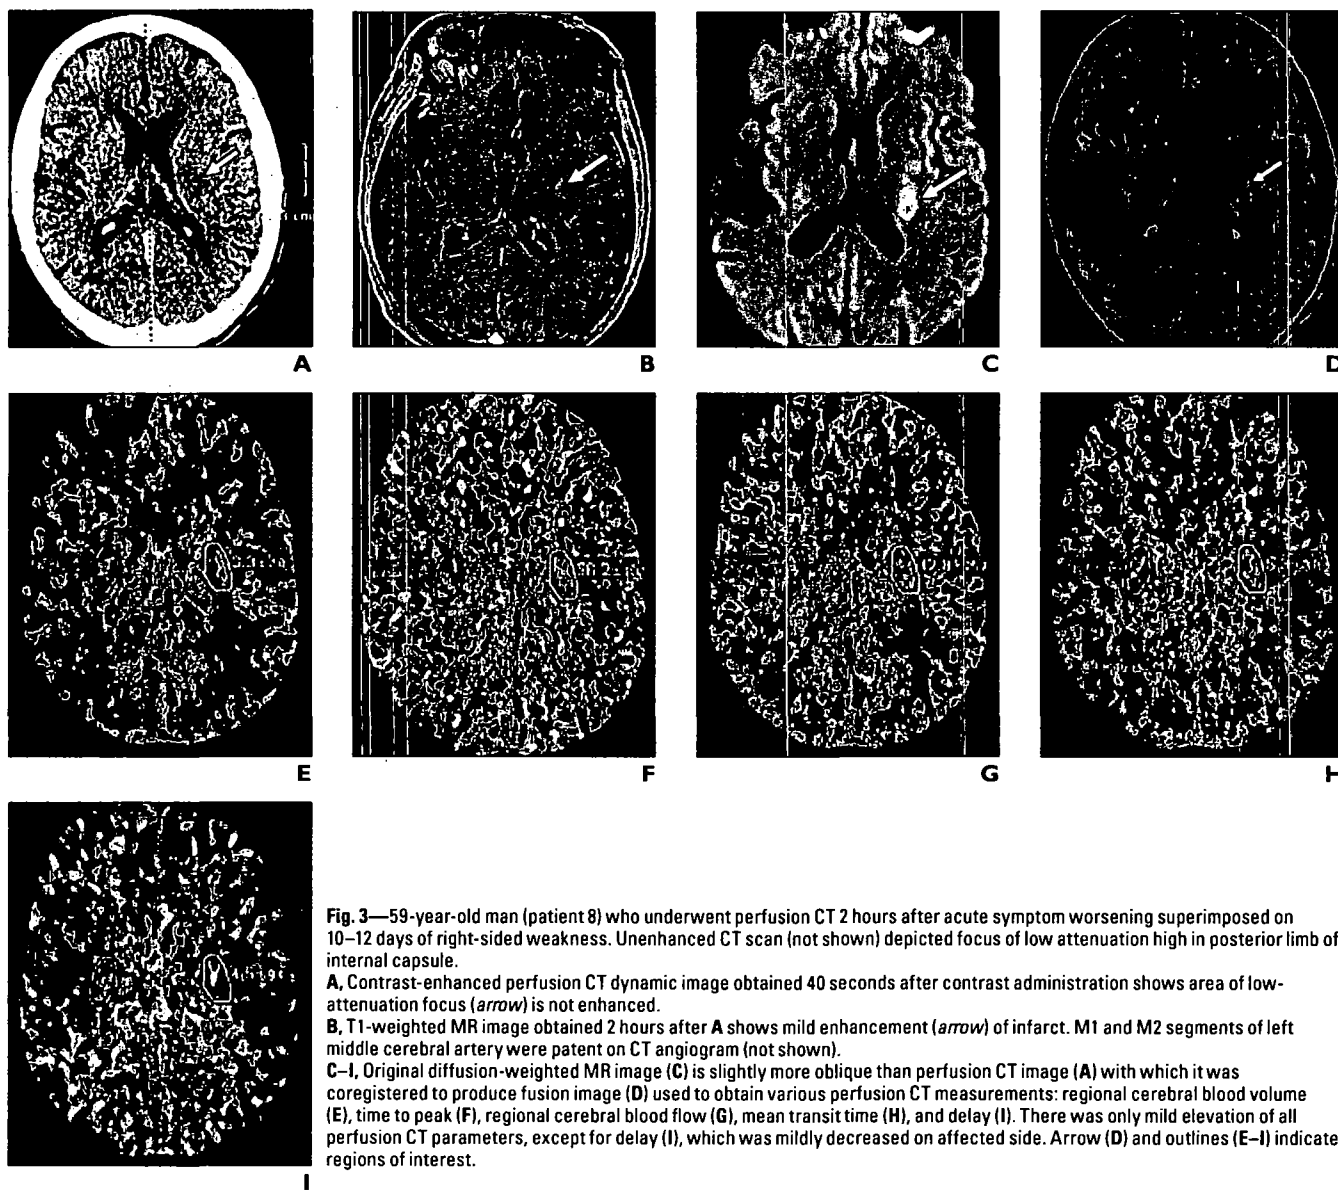 A
B
C
D
E
F
G
H
I
Fig. 3—59-year-old man (patient 8) who underwent perfusion CT 2 hours after acute symptom worsening superimposed on
10–12 days of right-sided weakness. Unenhanced CT scan (not shown) depicted focus of low attenuation high in posterior limb of
internal capsule.
A, Contrast-enhanced perfusion CT dynamic image obtained 40 seconds after contrast administration shows area of low-
attenuation focus (arrow) is not enhanced.
B, T1-weighted MR image obtained 2 hours after A shows mild enhancement (arrow) of infarct. M1 and M2 segments of left
middle cerebral artery were patent on CT angiogram (not shown).
C–I, Original diffusion-weighted MR image (C) is slightly more oblique than perfusion CT image (A) with which it was
coregistered to produce fusion image (D) used to obtain various perfusion CT measurements: regional cerebral blood volume
(E), time to peak (F), regional cerebral blood flow (G), mean transit time (H), and delay (I). There was only mild elevation of all
perfusion CT parameters, except for delay (I), which was mildly decreased on affected side. Arrow (D) and outlines (E–I) indicate
regions of interest.